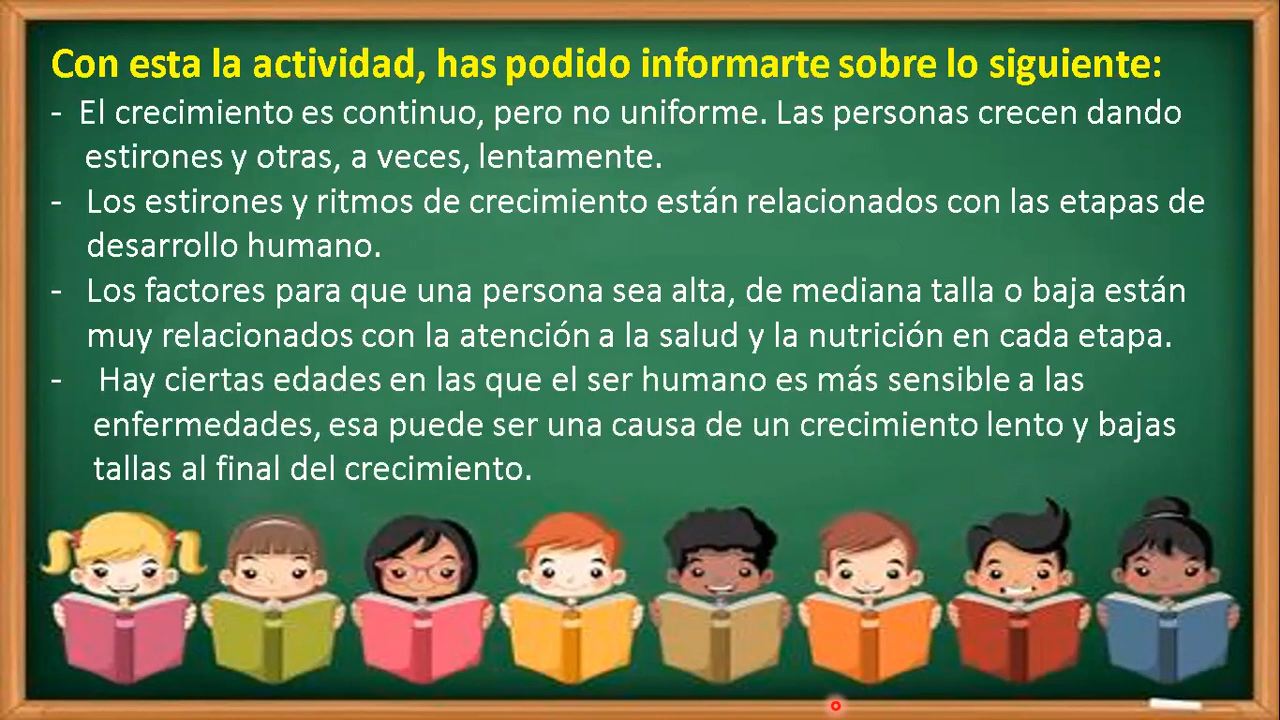 Con esta la actividad, has podido informarte sobre lo siguiente:
- El crecimiento es continuo, pero no uniforme. Las personas crecen dando
estirones y otras, a veces, lentamente.
- Los estirones y ritmos de crecimiento están relacionados con las etapas de
desarrollo humano.
- Los factores para que una persona sea alta, de mediana talla o baja están
muy relacionados con la atención a la salud y la nutrición en cada etapa.
- Hay ciertas edades en las que el ser humano es más sensible a las
enfermedades, esa puede ser una causa de un crecimiento lento y bajas
tallas al final del crecimiento.